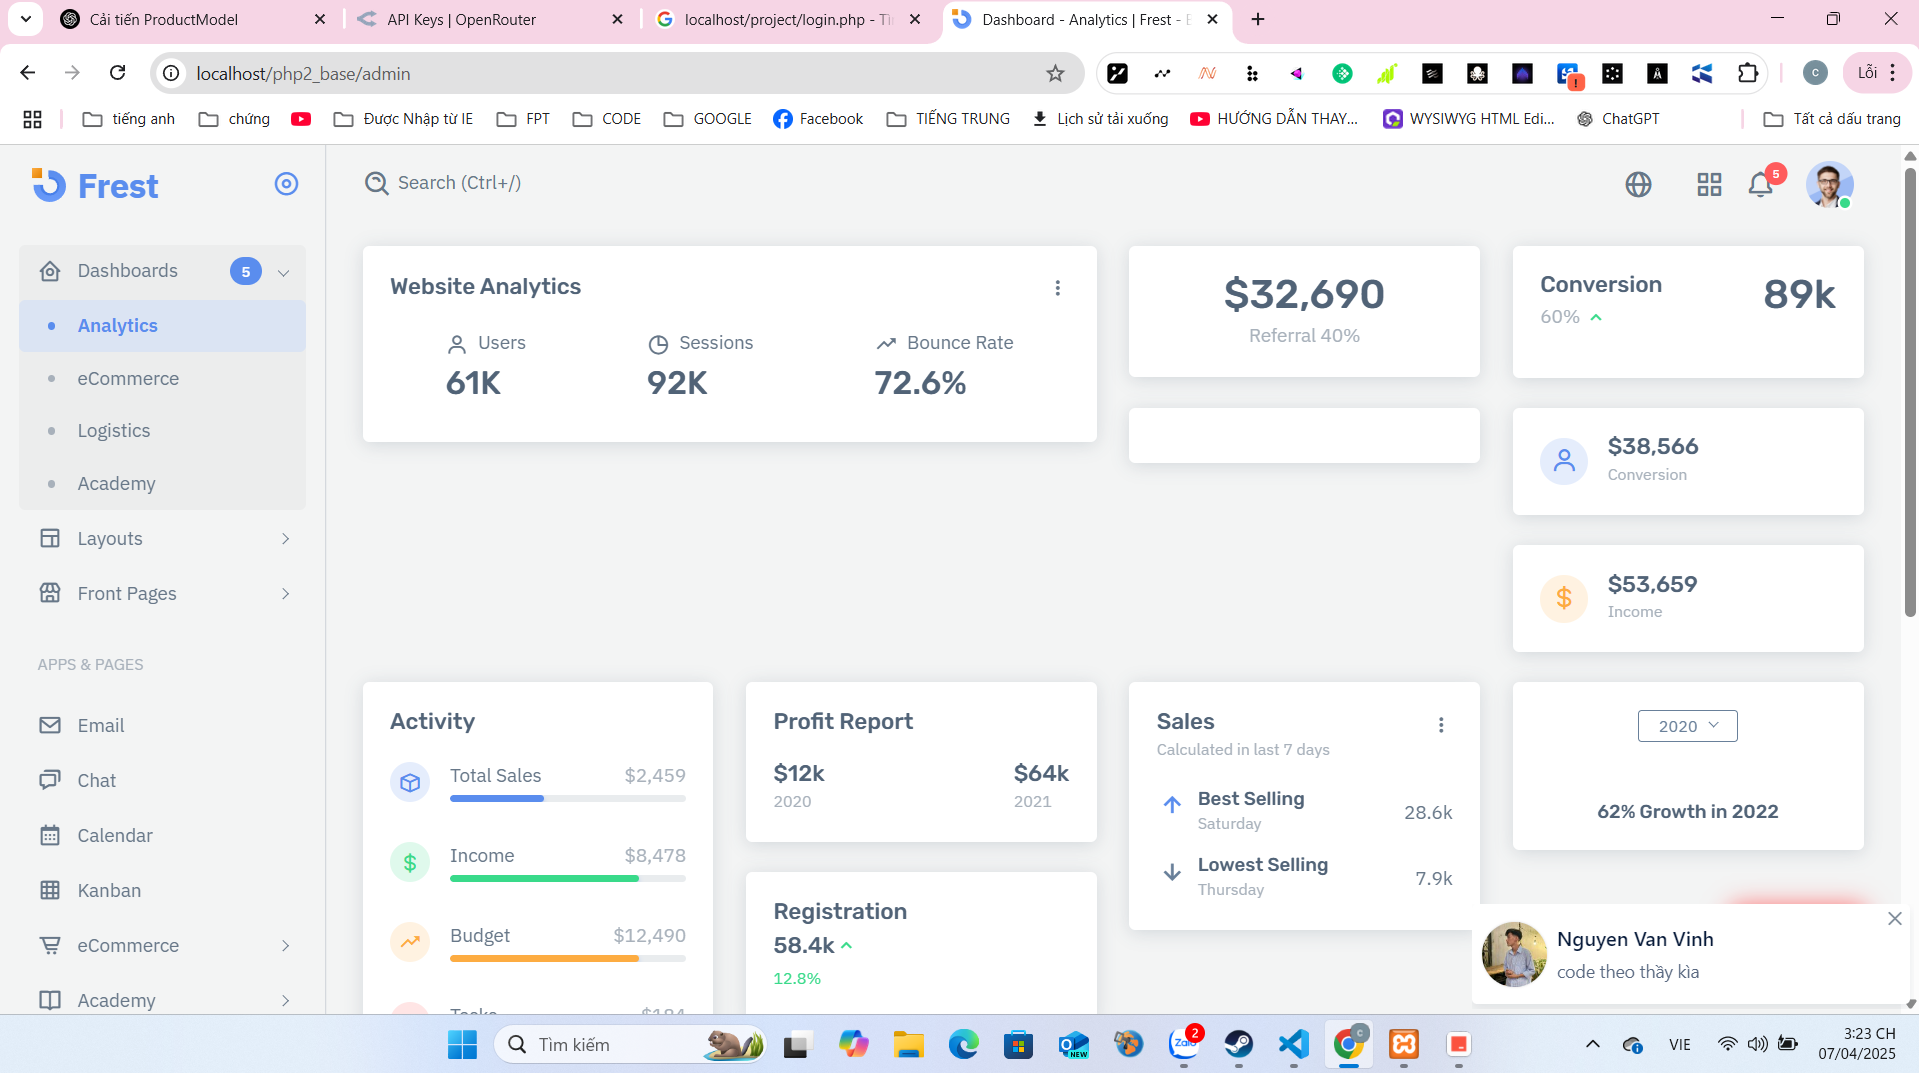 Cải tiến ProductModel
API Keys | OpenRouter
localhost/project/login.php - Tì
Dashboard - Analytics | Frest -
localhost/php2_base/admin
C
Lỗi
tiếng anh
chứng
Được Nhập từ IE
FPT
CODE
GOOGLE
Facebook
TIẾNG TRUNG
Lịch sử tải xuống
HƯỚNG DẪN THAY...
WYSIWYG HTML Edi...
ChatGPT
Tất cả dấu trang
Frest
Search (Ctrl+/)
5
Dashboards 5
Analytics
eCommerce
Logistics
Academy
Layouts
Front Pages
APPS & PAGES
Email
Chat
Calendar
Kanban
eCommerce
Academy
Website Analytics
Users
61K
Sessions
92K
Bounce Rate
72.6%
$32,690
Referral 40%
Conversion
60%
89k
$38,566
Conversion
$53,659
Income
Activity
Total Sales $2,459
Income $8,478
Budget $12,490
Tasks $184
Profit Report
$12k
2020
$64k
2021
Registration
58.4k
12.8%
Sales
Calculated in last 7 days
Best Selling
Saturday
28.6k
Lowest Selling
Thursday
7.9k
2020
62% Growth in 2022
Nguyen Van Vinh
code theo thầy kìa
Tìm kiếm
NEW
Zalo
2
C
VIE
3:23 CH
07/04/2025